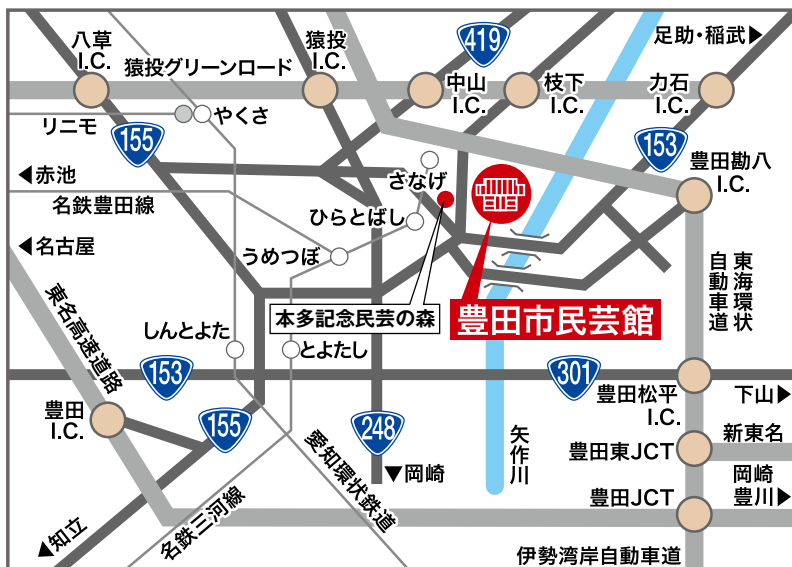 八草
I.C.
猿投グリーンロード
猿投
I.C.
419
中山
I.C.
枝下
I.C.
力石
I.C.
足助・稲武▶
リニモ
やくさ
155
153
◀赤池
名鉄豊田線
さなげ
豊田勘八
I.C.
ひらとばし
◀名古屋
うめつぼ
東海環状
自動車道
東名高速道路
本多記念民芸の森
豊田市民芸館
しんとよた
とよたし
153
301
豊田松平
I.C.
下山▶
豊田
I.C.
155
248
▼岡崎
矢作川
豊田東JCT
新東名
愛知環状鉄道
豊田JCT
岡崎
豊川▶
▲知立
名鉄三河線
伊勢湾岸自動車道